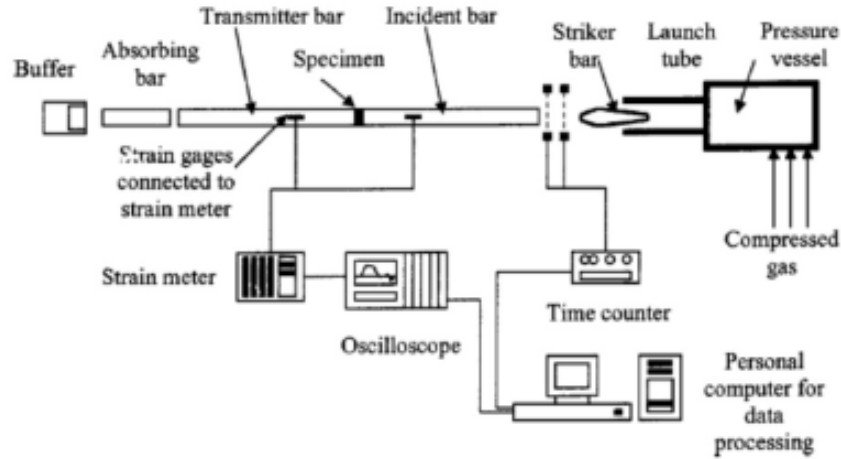 Transmitter bar
Incident bar
Striker
bar
Launch
tube
Pressure
vessel
Absorbing
bar
Specimen
Buffer
Strain gages
connected to
strain meter
Compressed
gas
Strain meter
Time counter
Oscilloscope
Personal
computer for
data
processing